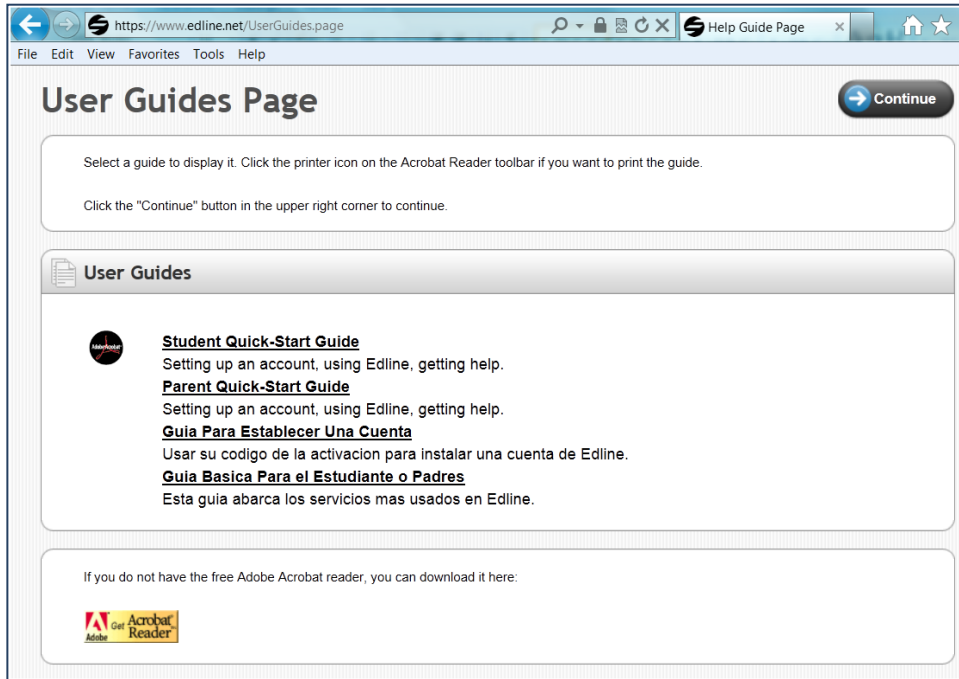 https://www.edline.net/UserGuides.page
Help Guide Page
File Edit View Favorites Tools Help
User Guides Page
Continue
Select a guide to display it. Click the printer icon on the Acrobat Reader toolbar if you want to print the guide.
Click the "Continue" button in the upper right corner to continue.
User Guides
AdobeAcrobat
Student Quick-Start Guide
Setting up an account, using Edline, getting help.
Parent Quick-Start Guide
Setting up an account, using Edline, getting help.
Guia Para Establecer Una Cuenta
Usar su codigo de la activacion para instalar una cuenta de Edline.
Guia Basica Para el Estudiante o Padres
Esta guia abarca los servicios mas usados en Edline.
If you do not have the free Adobe Acrobat reader, you can download it here:
Adobe
Get Acrobat
Reader